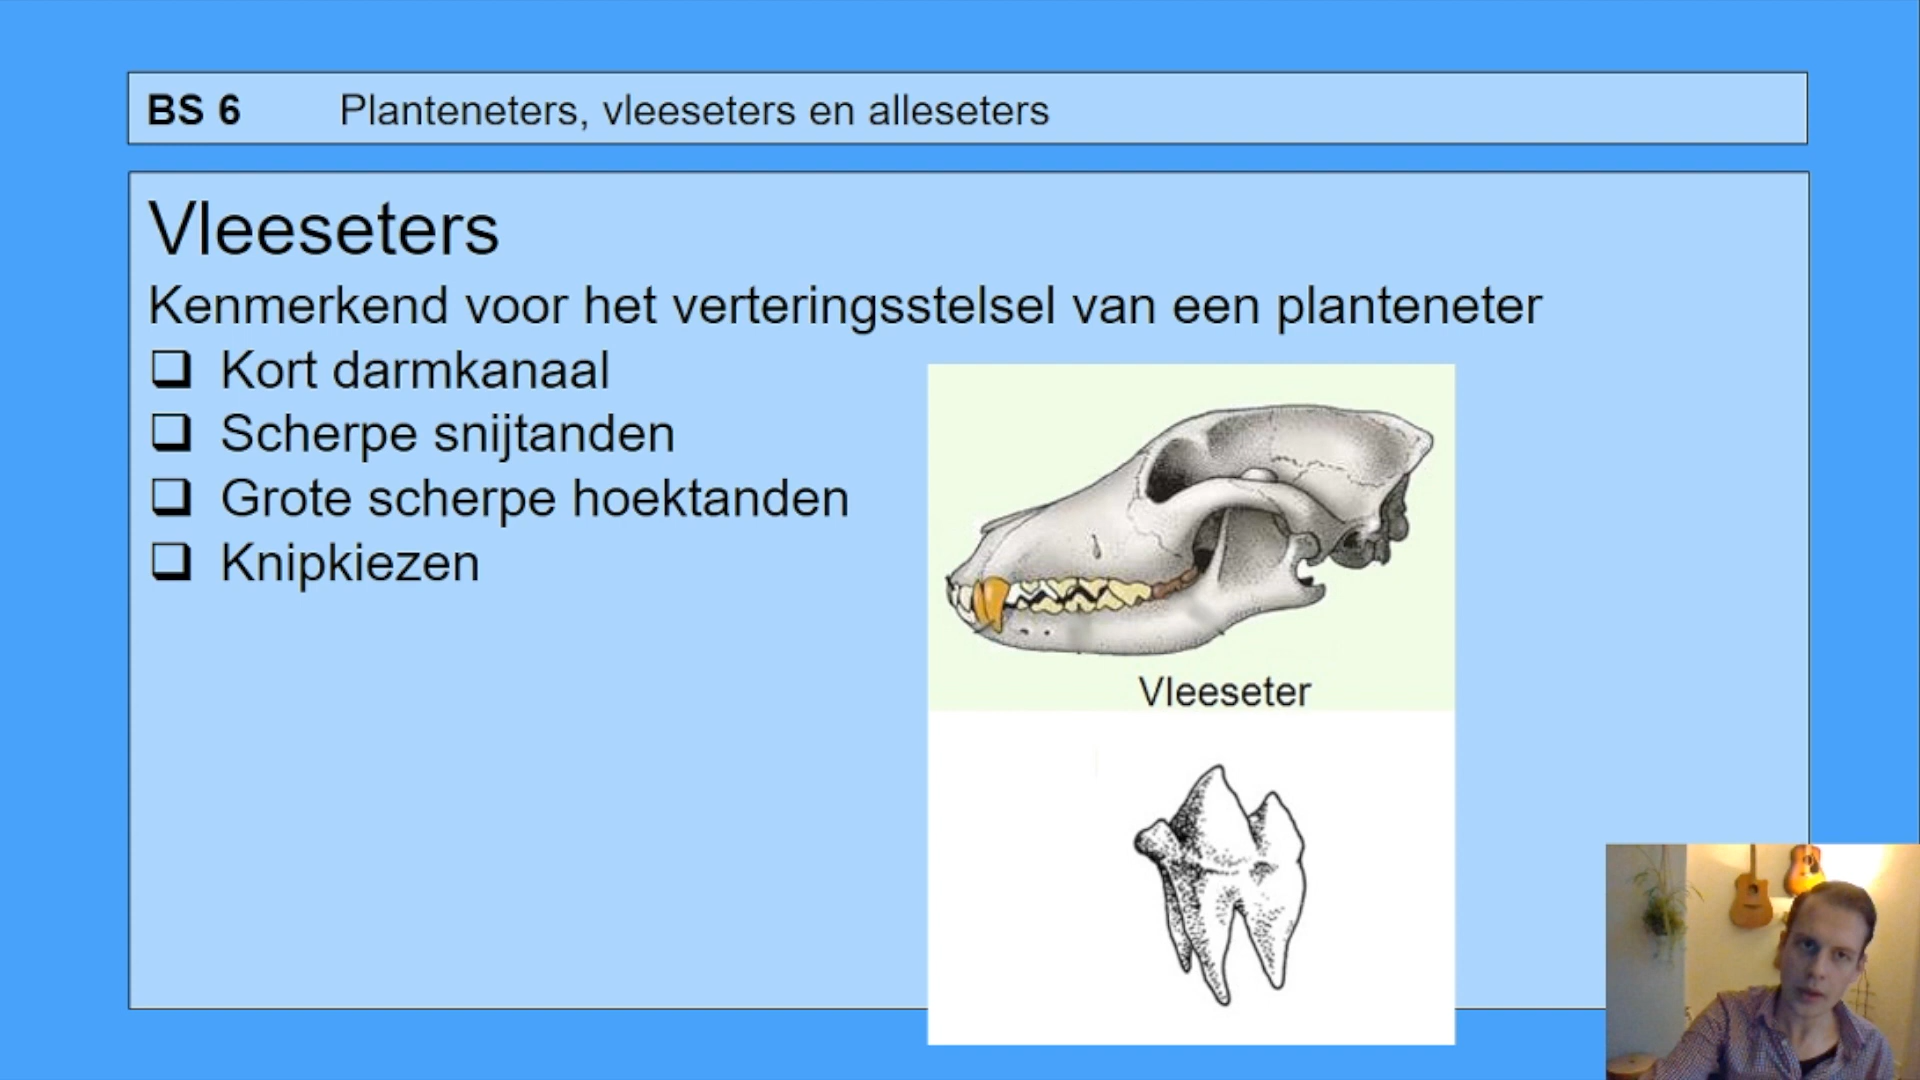 BS 6 Planteneters, vleeseters en alleseters
Vleeseters
Kenmerkend voor het verteringsstelsel van een planteneter
Kort darmkanaal
Scherpe snijtanden
Grote scherpe hoektanden
Knipkiezen
Vleeseter